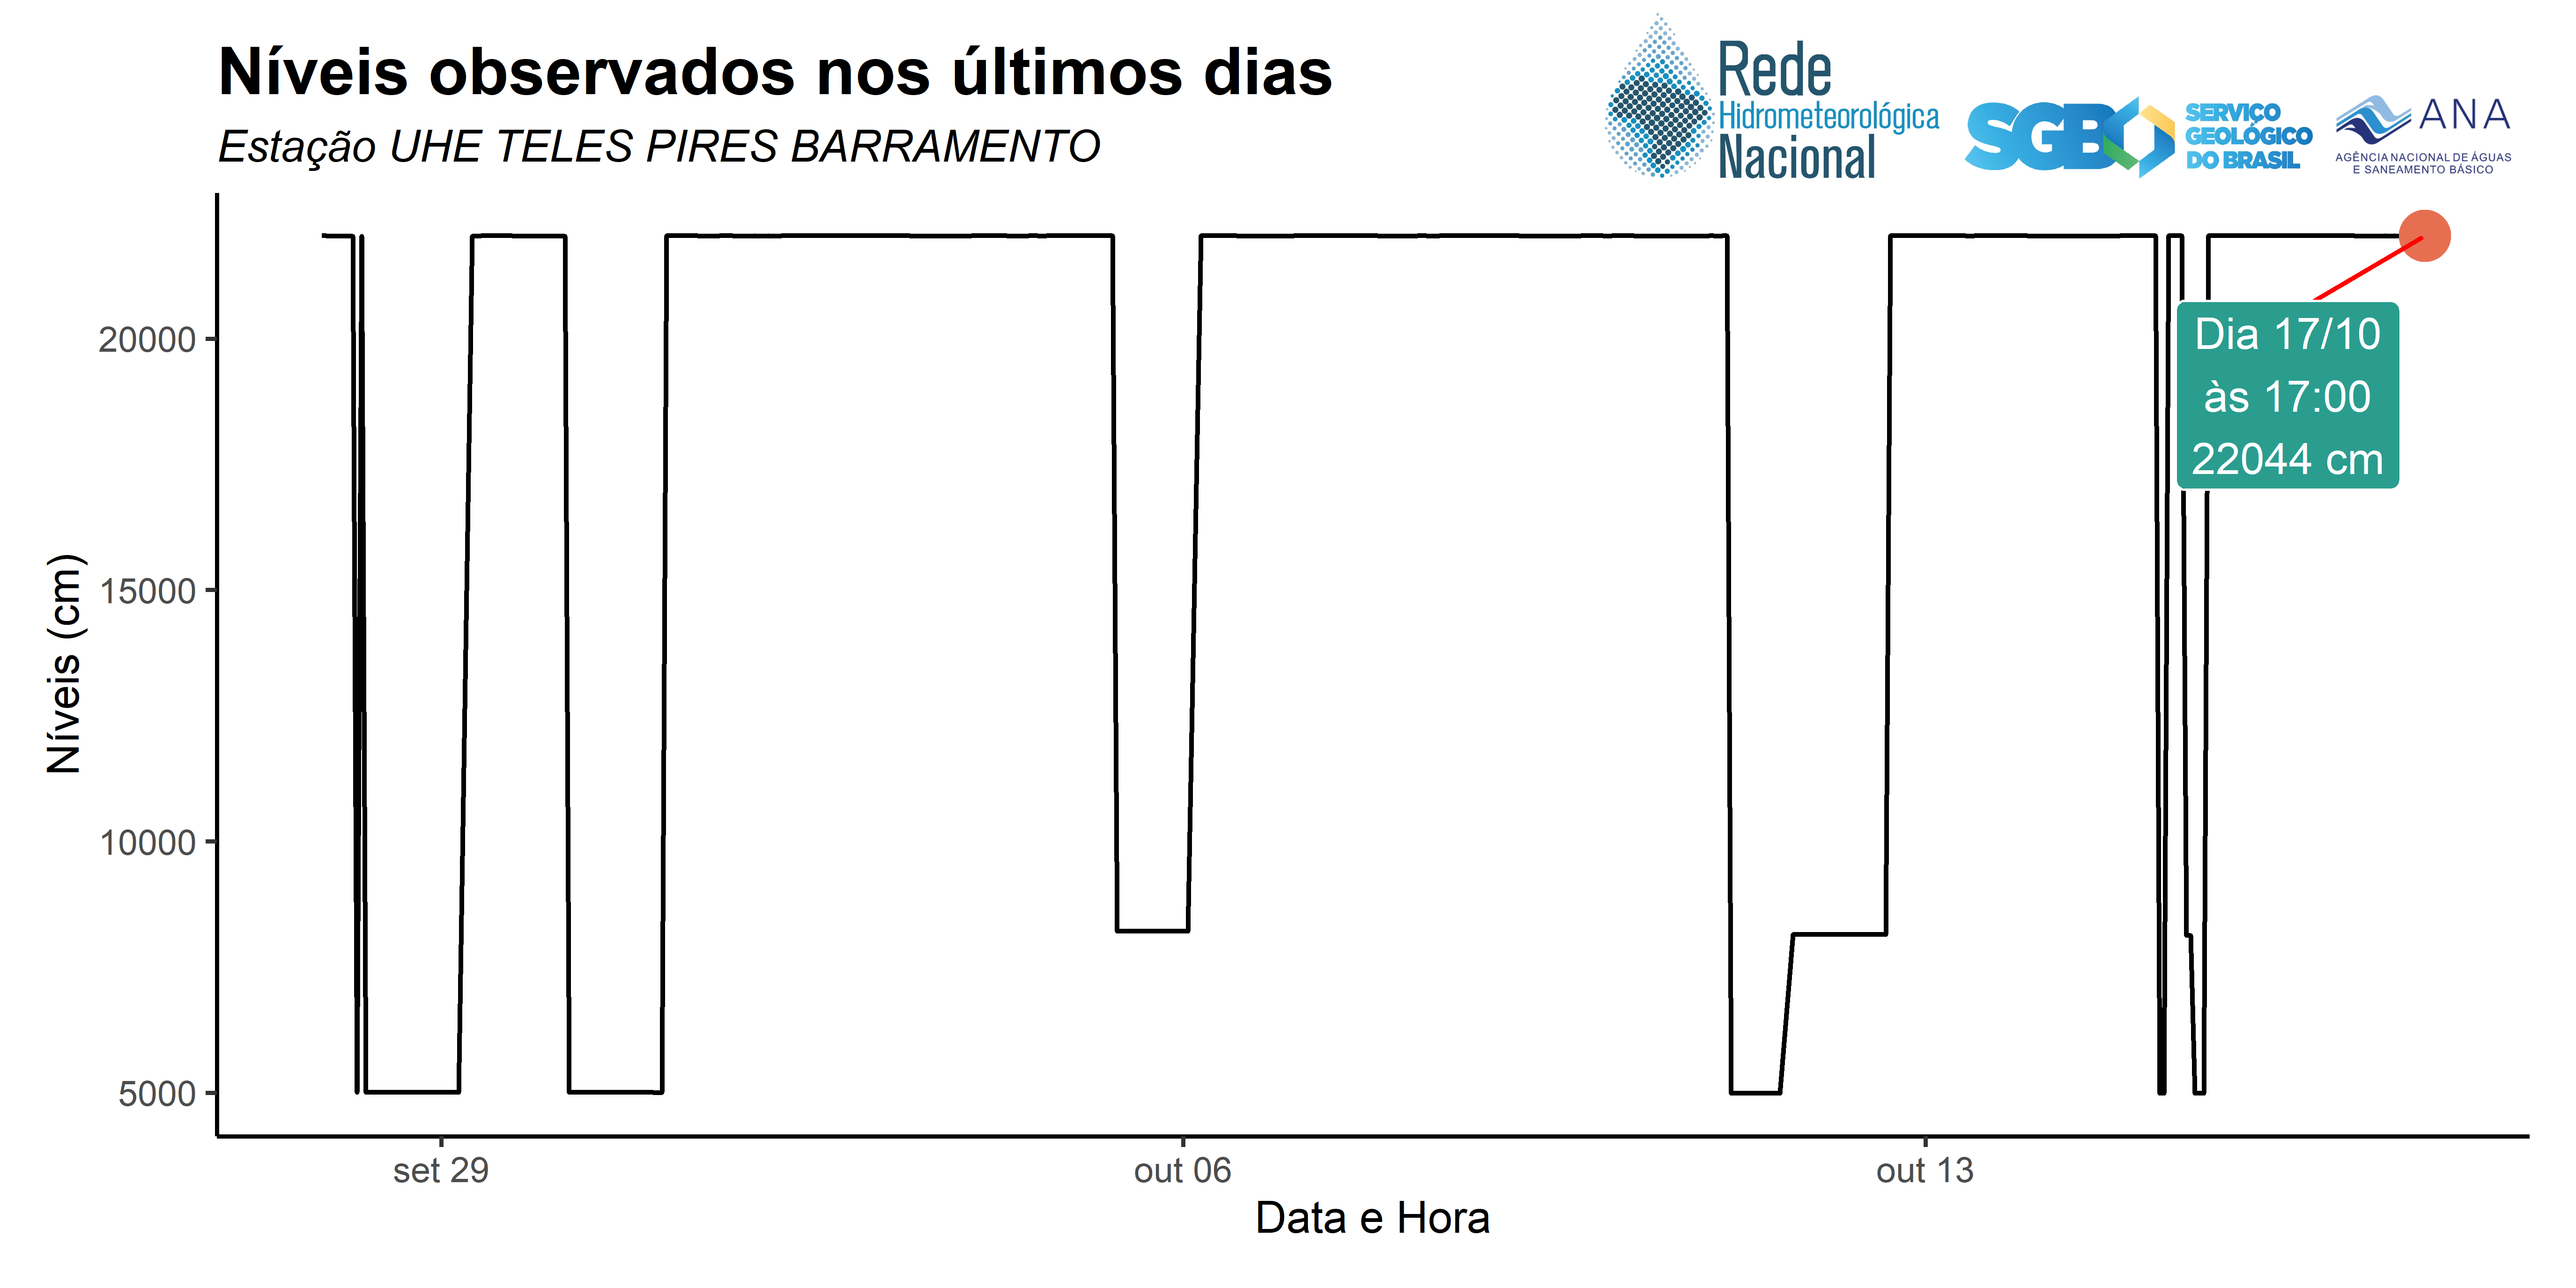 Níveis observados nos últimos dias
Estação UHE TELES PIRES BARRAMENTO
Rede
Hidrometeorológica
Nacional
SGB
SERVIÇO
GEOLÓGICO
DO BRASIL
ANA
AGÊNCIA NACIONAL DE ÁGUAS
E SANEAMENTO BÁSICO
Níveis (cm)
20000
15000
10000
5000
Dia 17/10
às 17:00
22044 cm
set 29
out 06
out 13
Data e Hora